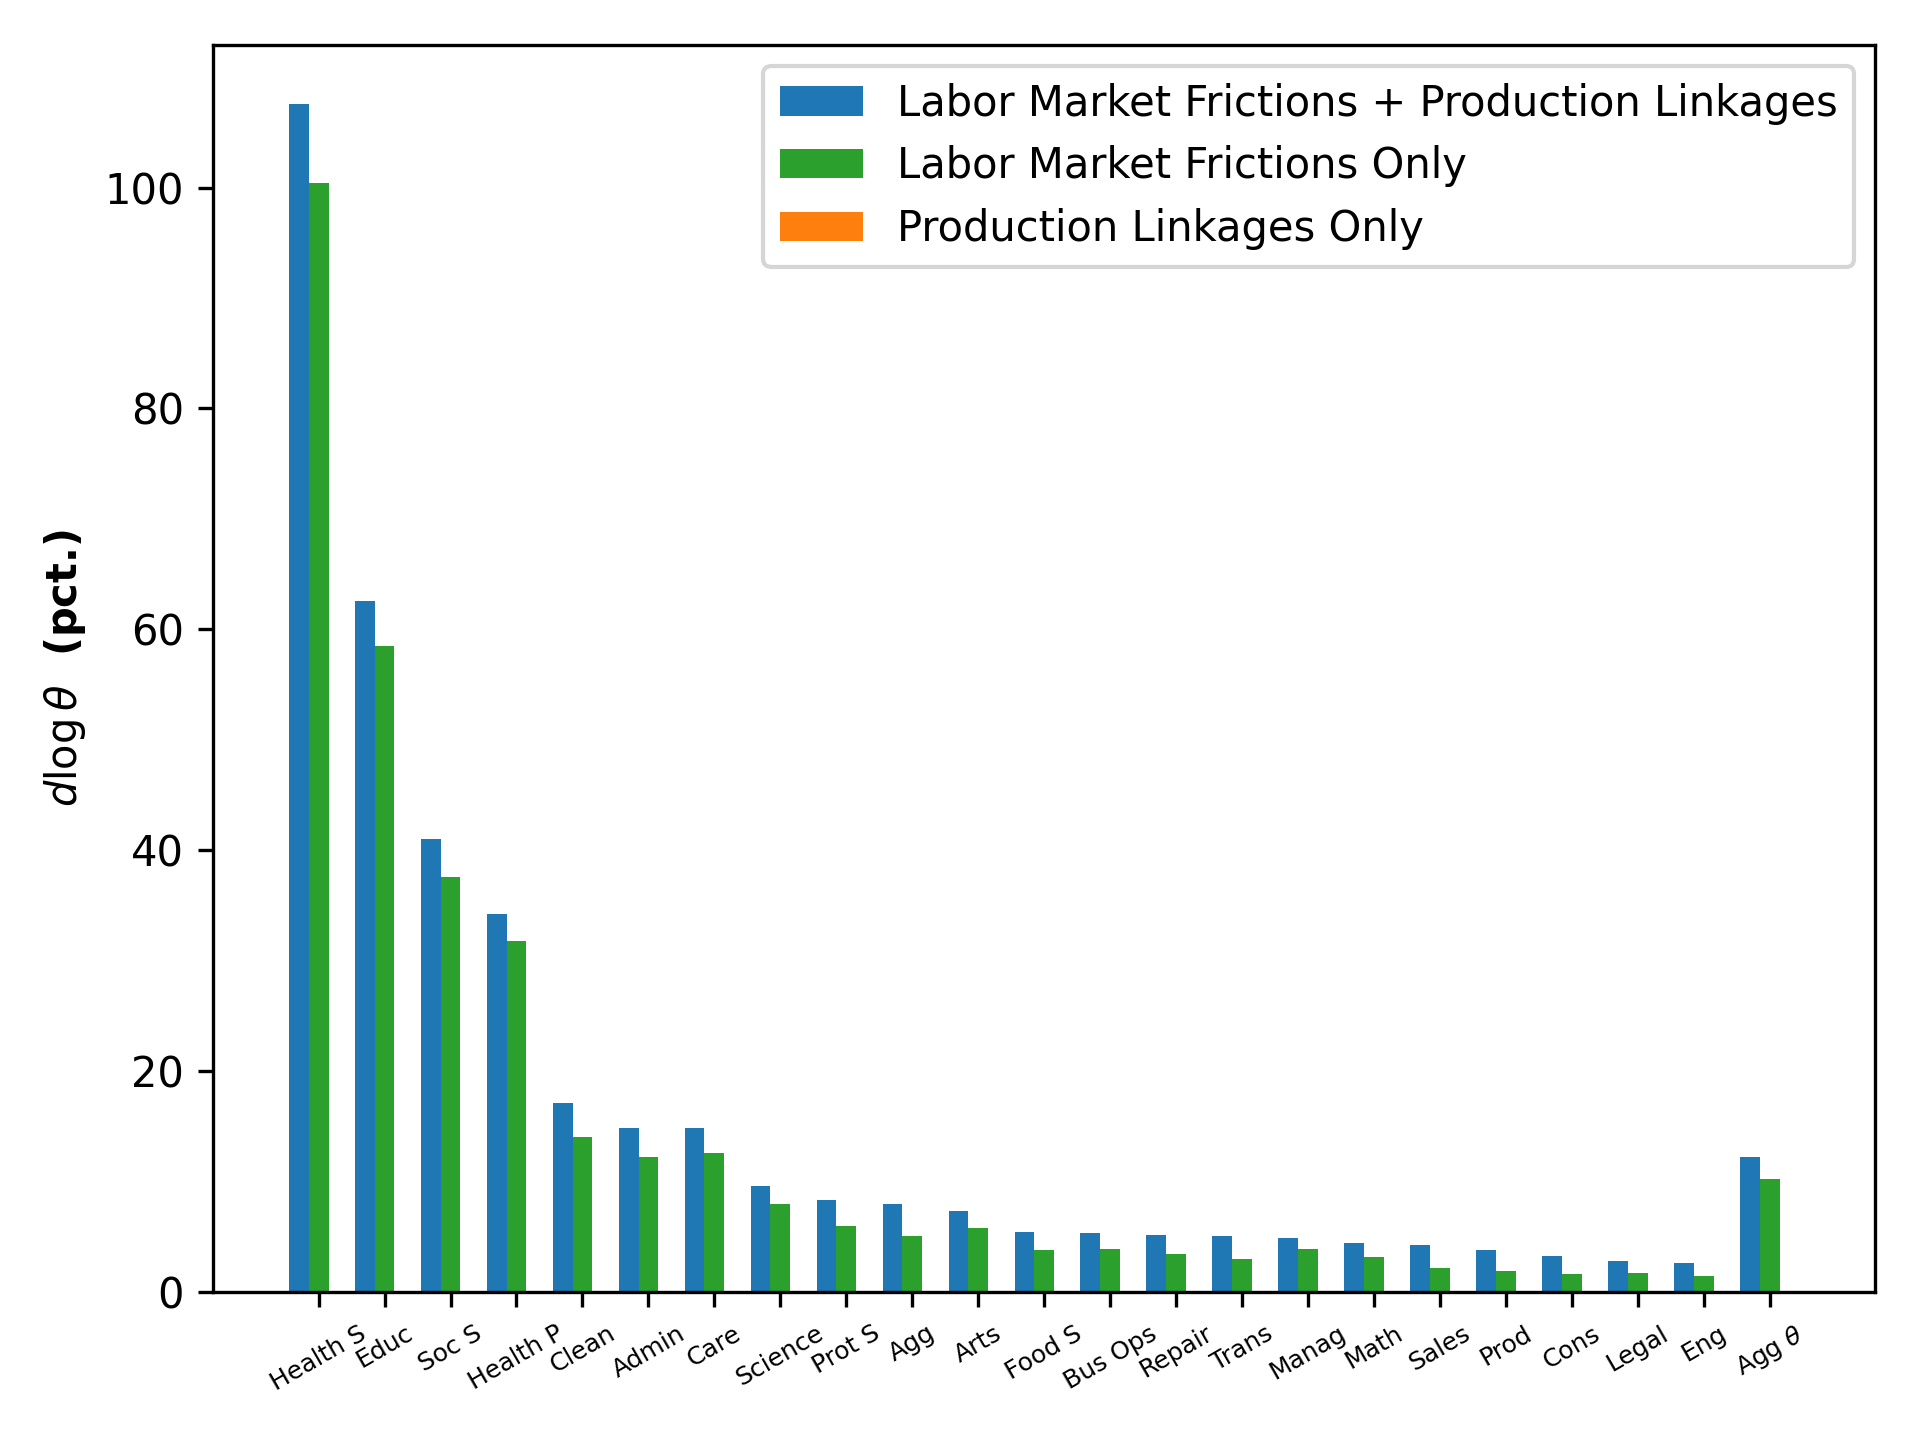 Labor Market Frictions + Production Linkages
Labor Market Frictions Only
Production Linkages Only
d log θ (pct.)
100
80
60
40
20
0
Health S
Educ
Soc S
Health P
Clean
Admin
Care
Science
Prot S
Agg
Arts
Food S
Bus Ops
Repair
Trans
Manag
Math
Sales
Prod
Cons
Legal
Eng
Agg θ